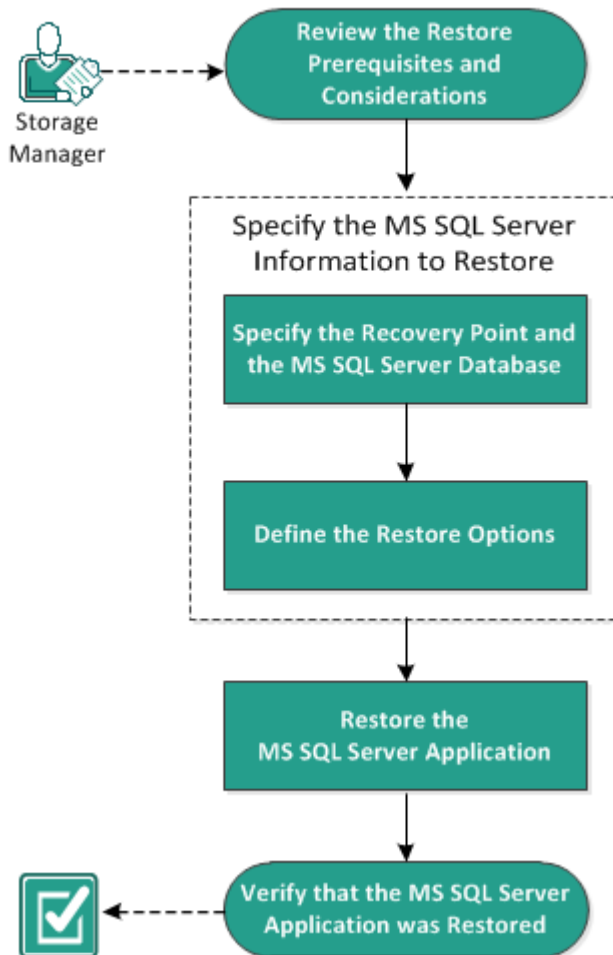 Review the Restore
Prerequisites and
Considerations
Storage
Manager
Specify the MS SQL Server
Information to Restore
Specify the Recovery Point and
the MS SQL Server Database
Define the Restore Options
Restore the
MS SQL Server Application
Verify that the MS SQL Server
Application was Restored